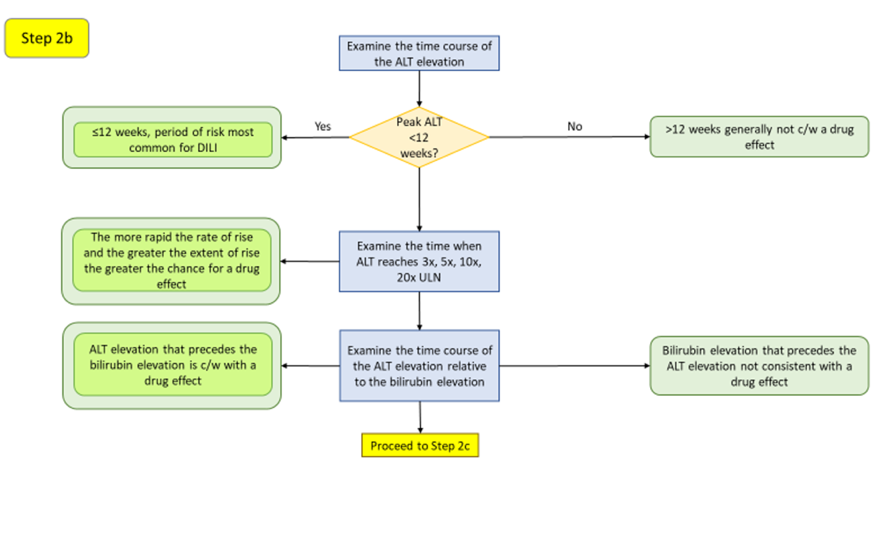 Step 2b
Examine the time course of
the ALT elevation
Peak ALT
<12
weeks?
Yes
No
≤12 weeks, period of risk most
common for DILI
>12 weeks generally not c/w a drug
effect
The more rapid the rate of rise
and the greater the extent of rise
the greater the chance for a drug
effect
Examine the time when
ALT reaches 3x, 5x, 10x,
20x ULN
ALT elevation that precedes the
bilirubin elevation is c/w with a
drug effect
Examine the time course of
the ALT elevation relative
to the bilirubin elevation
Bilirubin elevation that precedes the
ALT elevation not consistent with a
drug effect
Proceed to Step 2c